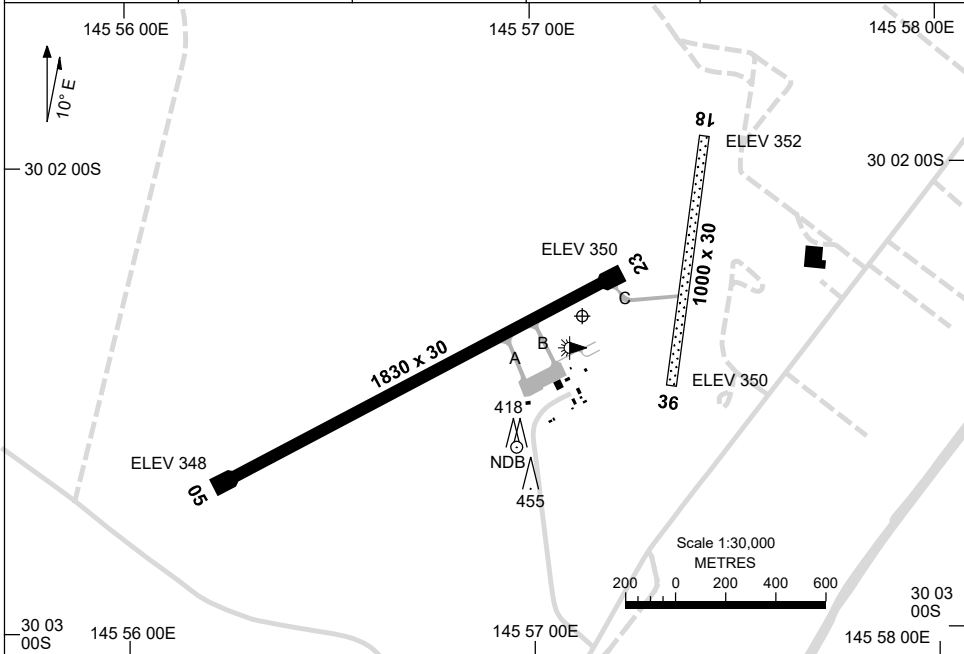 145 56 00E
145 57 00E
145 58 00E
10° E
18
ELEV 352
30 02 00S
30 02 00S
ELEV 350
23
1000 x 30
C
B
A
1830 x 30
ELEV 350
36
418
ELEV 348
NDB
05
455
Scale 1:30,000
METRES
200 0 200 400 600
30 03
00S
30 03
00S
145 56 00E
145 57 00E
145 58 00E